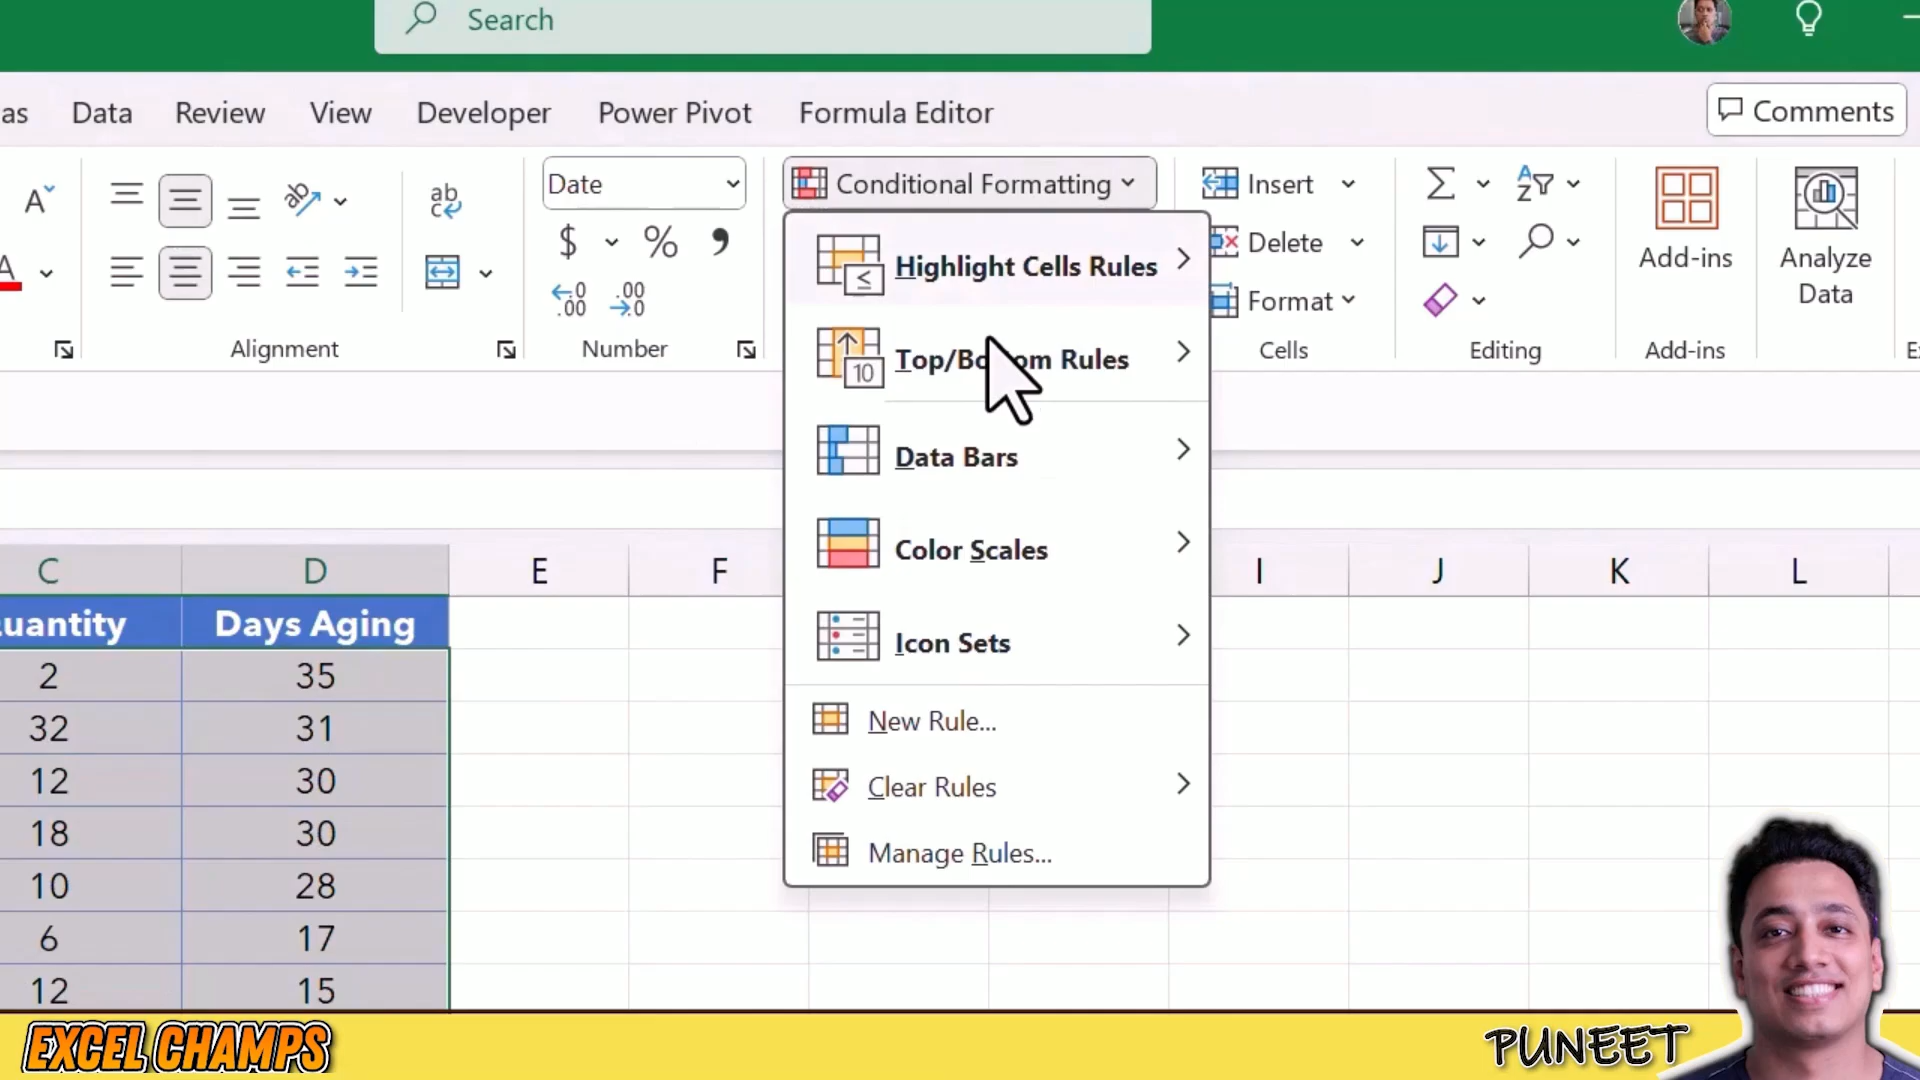 Search
as Data Review View Developer Power Pivot Formula Editor Comments
Date
Conditional Formatting
Insert
Delete
Format
Alignment
Number
Cells
Editing
Add-ins
Add-ins
Analyze
Data
Highlight Cells Rules
Top/Bottom Rules
Data Bars
Color Scales
Icon Sets
New Rule...
Clear Rules
Manage Rules...
C D E F I J K L
uantity Days Aging
2 35
32 31
12 30
18 30
10 28
6 17
12 15
EXCEL CHAMPS
PUNEET